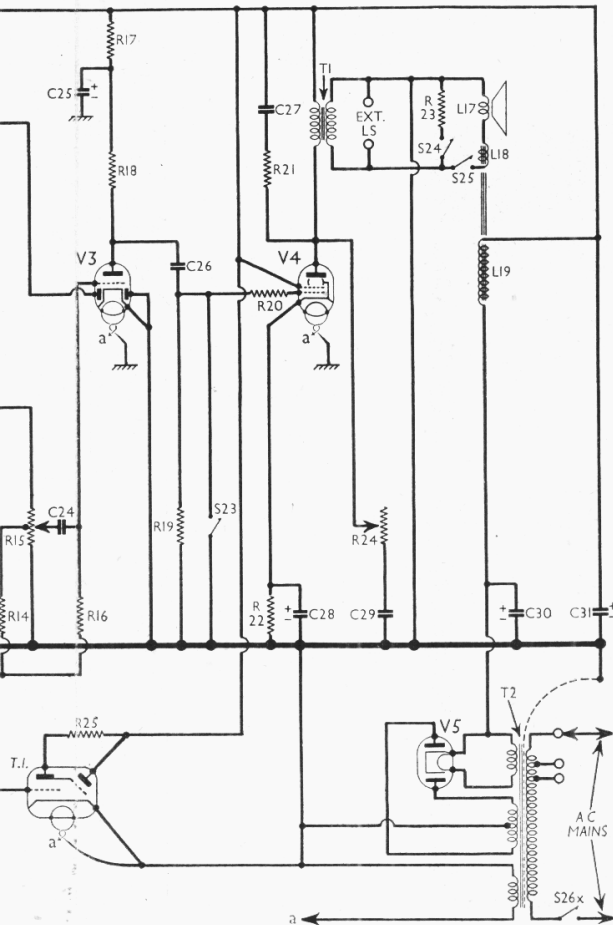 R17
C25
+
−
T1
C27
EXT.
LS
R
23
L17
S24
L18
S25
R18
R21
V3
C26
V4
L19
R20
a
a
C24
R15
R19
S23
R24
R14
R16
R
22
+
−
C28
C29
+
−
C30
C31
+
−
R25
T2
V5
T.I.
A C
MAINS
a
S26x
a